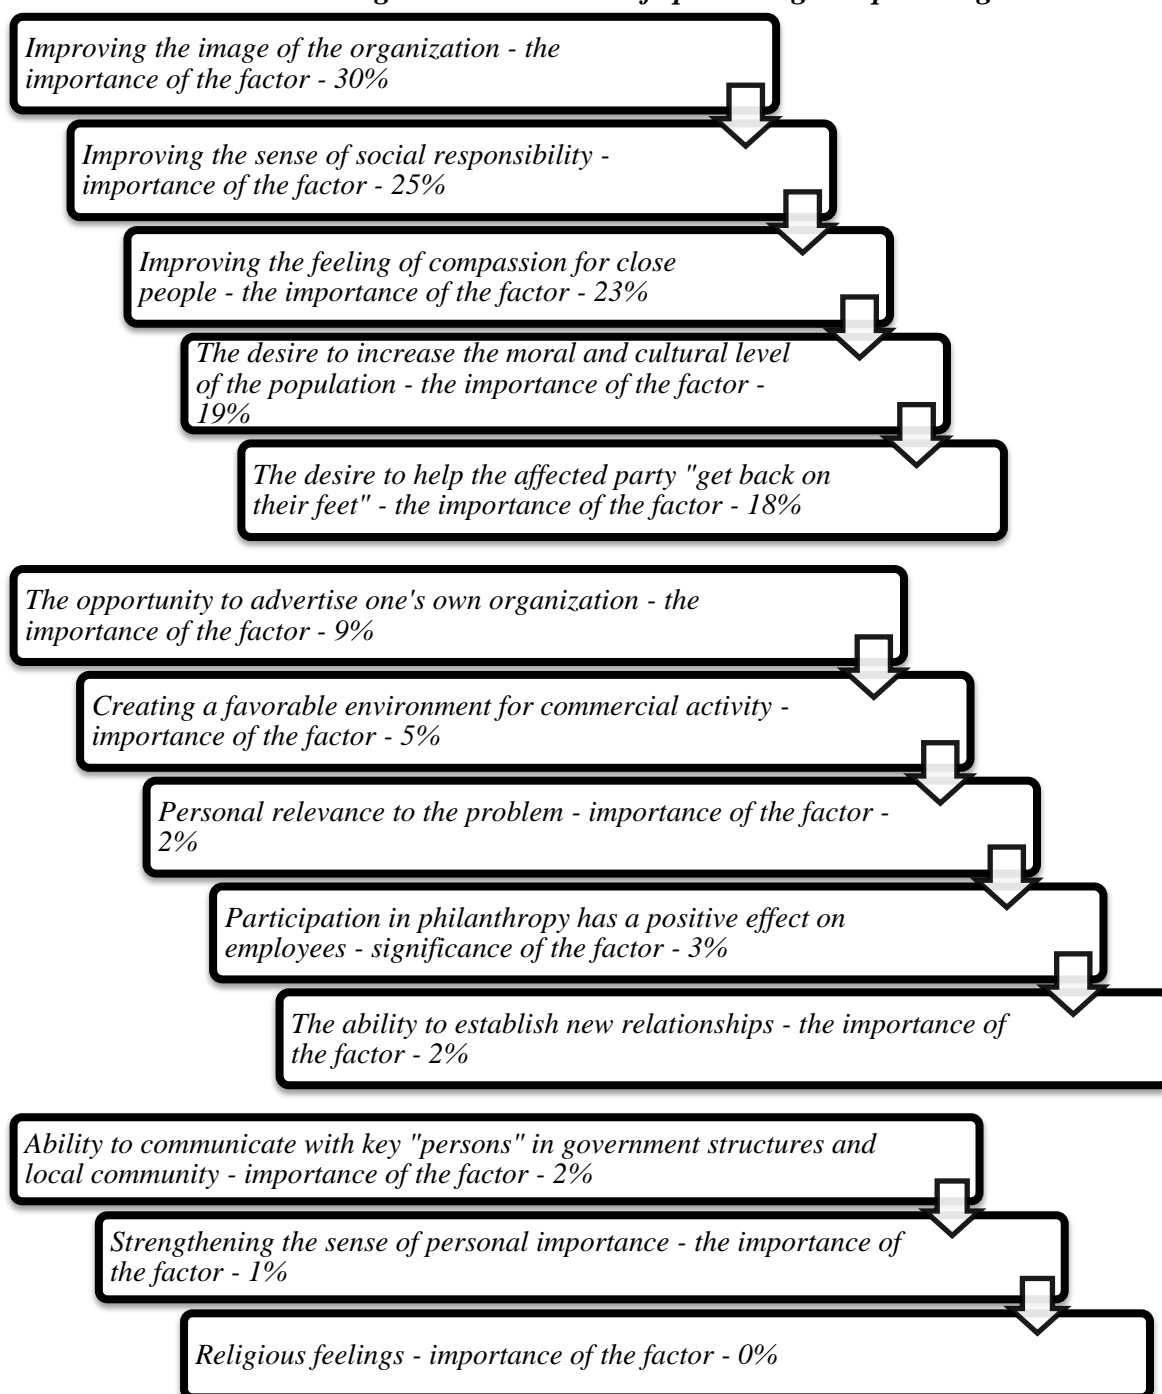 Improving the image of the organization - the
importance of the factor - 30%
Improving the sense of social responsibility -
importance of the factor - 25%
Improving the feeling of compassion for close
people - the importance of the factor - 23%
The desire to increase the moral and cultural level
of the population - the importance of the factor -
19%
The desire to help the affected party "get back on
their feet" - the importance of the factor - 18%
The opportunity to advertise one's own organization - the
importance of the factor - 9%
Creating a favorable environment for commercial activity -
importance of the factor - 5%
Personal relevance to the problem - importance of the factor -
2%
Participation in philanthropy has a positive effect on
employees - significance of the factor - 3%
The ability to establish new relationships - the importance of
the factor - 2%
Ability to communicate with key "persons" in government structures and
local community - importance of the factor - 2%
Strengthening the sense of personal importance - the importance of
the factor - 1%
Religious feelings - importance of the factor - 0%